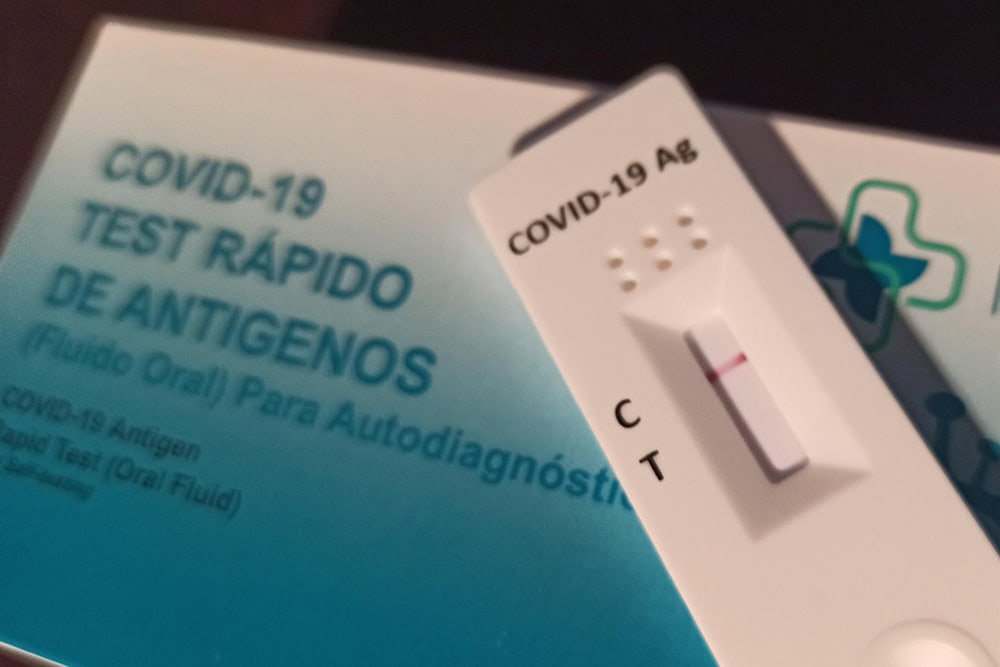 COVID-19
TEST RÁPIDO
DE ANTIGENOS
(Fluido Oral) Para Autodiagnósti
COVID-19 Antigen
Rapid Test (Oral Fluid)
Self-testing
COVID-19 Ag
C
T